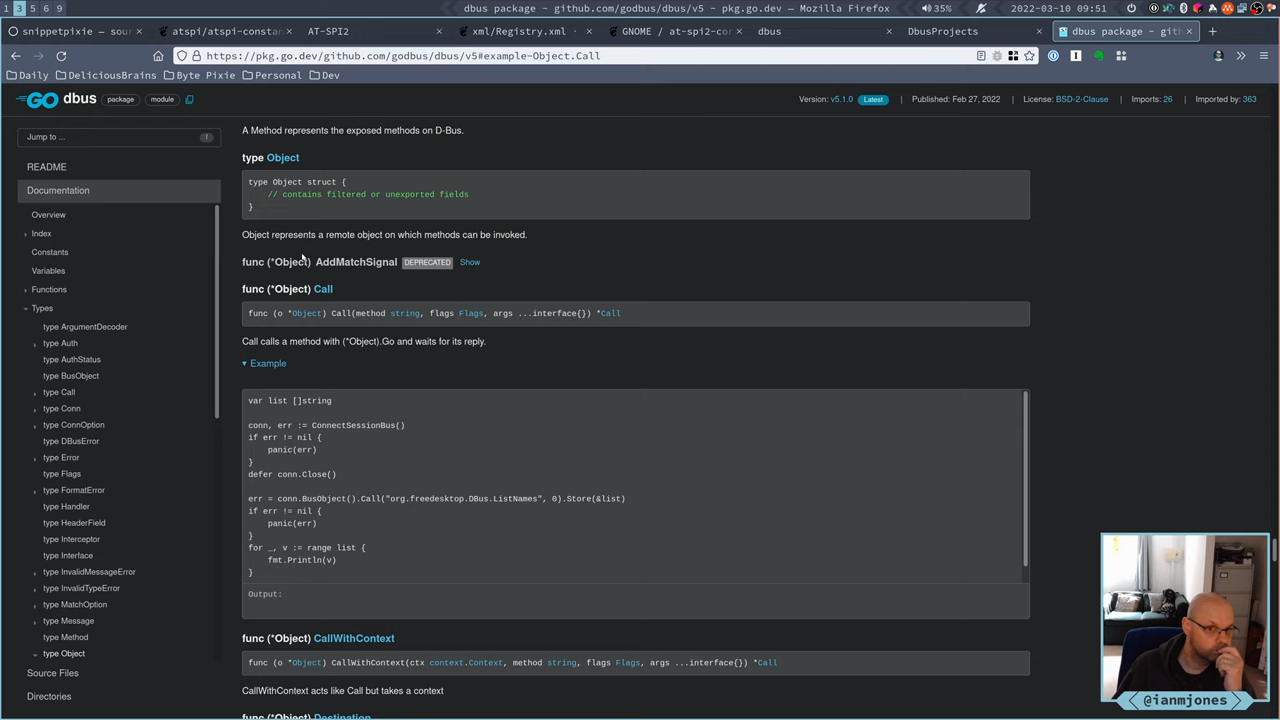 1 3 5 6 9
dbus package - github.com/godbus/dbus/v5 - pkg.go.dev — Mozilla Firefox
35%
2022-03-10 09:51
snippetpixie — sour
atspi/atspi-constan
AT-SPI2
xml/Registry.xml ·
GNOME / at-spi2-co
dbus
DbusProjects
dbus package - gith
https://pkg.go.dev/github.com/godbus/dbus/v5#example-Object.Call
Daily
DeliciousBrains
Byte Pixie
Personal
Dev
GO dbus package module
Version: v5.1.0 Latest | Published: Feb 27, 2022 | License: BSD-2-Clause | Imports: 26 | Imported by: 363
Jump to ... f
README
Documentation
Overview
Index
Constants
Variables
Functions
Types
type ArgumentDecoder
type Auth
type AuthStatus
type BusObject
type Call
type Conn
type ConnOption
type DBusError
type Error
type Flags
type FormatError
type Handler
type HeaderField
type Interceptor
type Interface
type InvalidMessageError
type InvalidTypeError
type MatchOption
type Message
type Method
type Object
Source Files
Directories
A Method represents the exposed methods on D-Bus.
type Object
type Object struct {
// contains filtered or unexported fields
}
Object represents a remote object on which methods can be invoked.
func (*Object) AddMatchSignal DEPRECATED Show
func (*Object) Call
func (o *Object) Call(method string, flags Flags, args ...interface{}) *Call
Call calls a method with (*Object).Go and waits for its reply.
▾ Example
var list []string
conn, err := ConnectSessionBus()
if err != nil {
panic(err)
}
defer conn.Close()
err = conn.BusObject().Call("org.freedesktop.DBus.ListNames", 0).Store(&list)
if err != nil {
panic(err)
}
for _, v := range list {
fmt.Println(v)
}
Output:
func (*Object) CallWithContext
func (o *Object) CallWithContext(ctx context.Context, method string, flags Flags, args ...interface{}) *Call
CallWithContext acts like Call but takes a context
func (*Object) Destination
@ianmjones